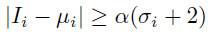 |I_i − μ_i| ≥ α(σ_i + 2)